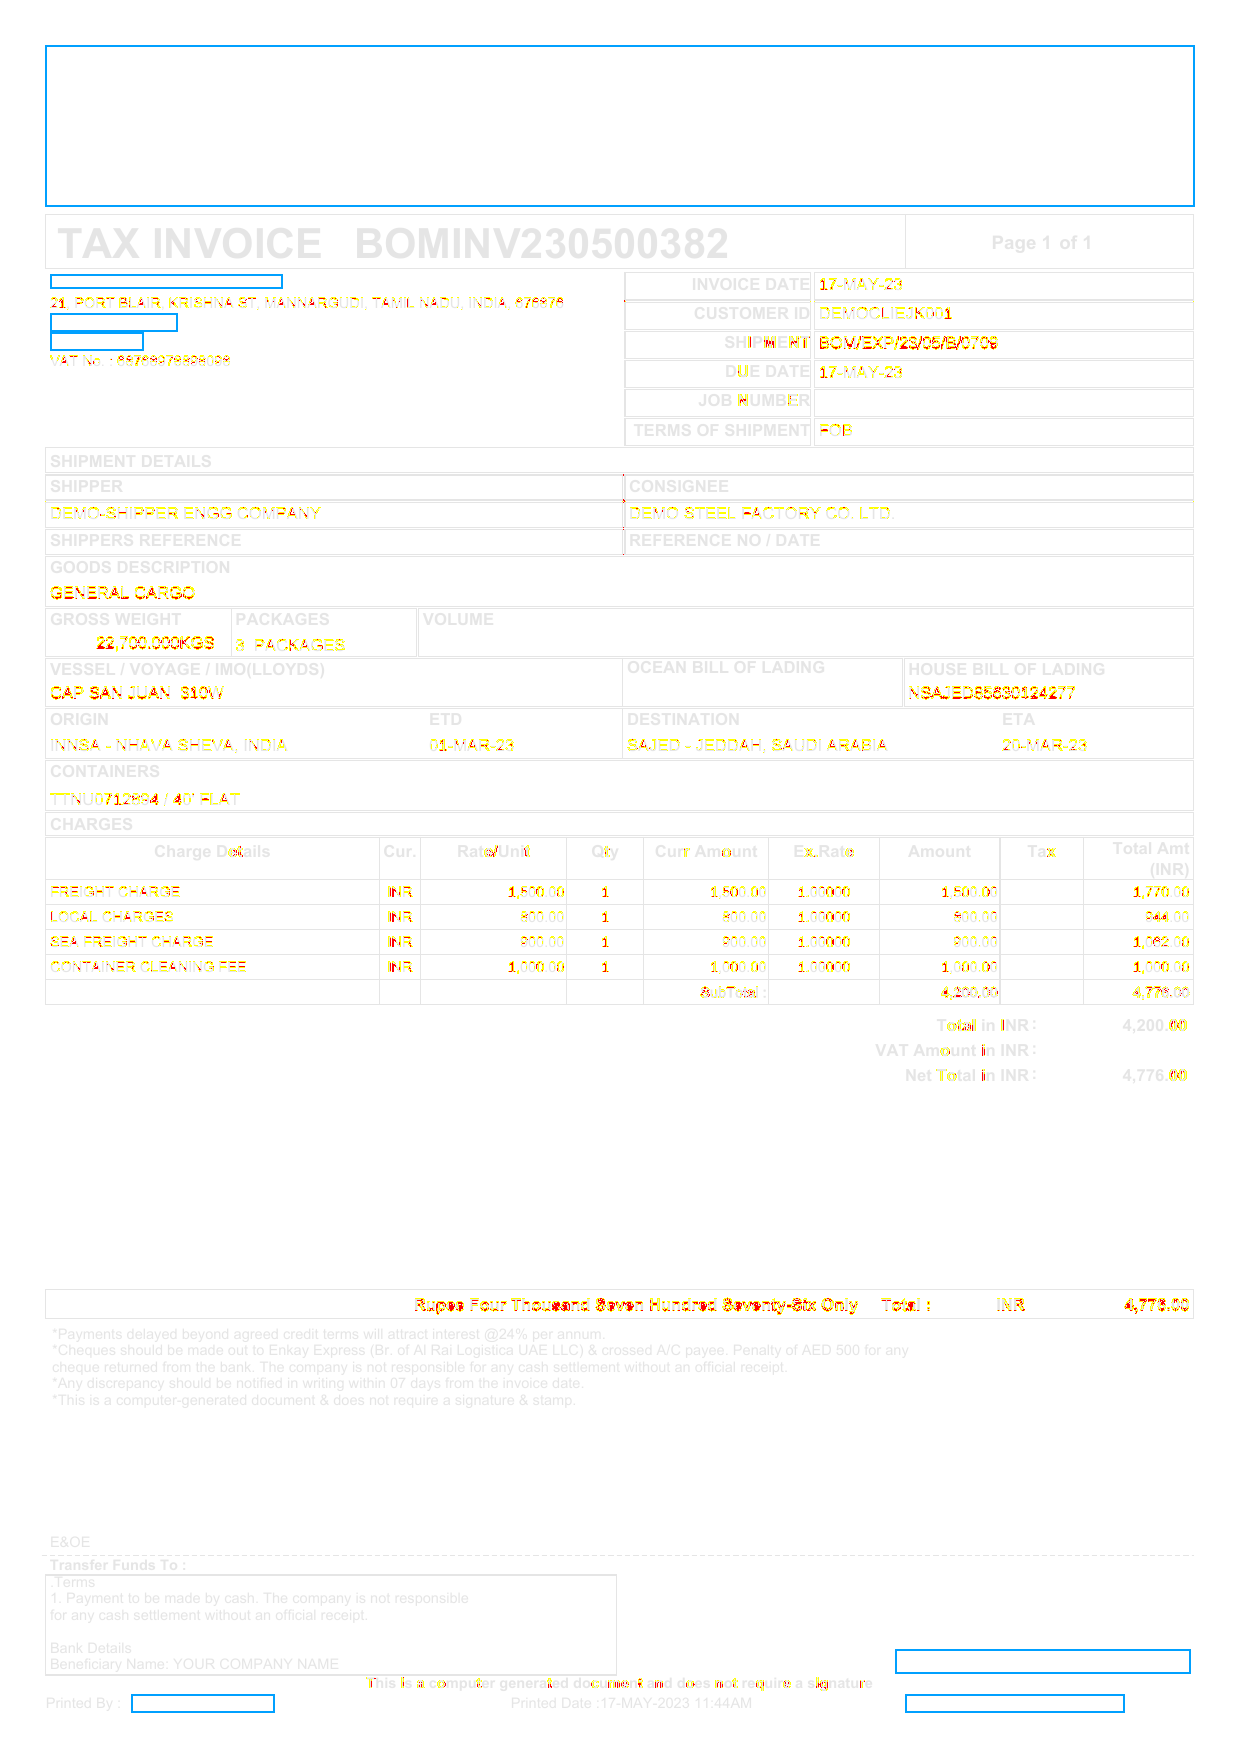 TAX INVOICE BOMINV230500382 Page 1 of 1
INVOICE DATE 17-MAY-23
21, PORT BLAIR, KRISHNA ST, MANNARGUDI, TAMIL NADU, INDIA, 676676
CUSTOMER ID DEMOCLIEJK001
SHIPMENT BOM/EXP/23/05/B/0709
VAT No. :
DUE DATE 17-MAY-23
JOB NUMBER
TERMS OF SHIPMENT FOB
SHIPMENT DETAILS
SHIPPER CONSIGNEE
DEMO-SHIPPER ENGG COMPANY DEMO STEEL FACTORY CO. LTD.
SHIPPERS REFERENCE REFERENCE NO / DATE
GOODS DESCRIPTION
GENERAL CARGO
GROSS WEIGHT PACKAGES VOLUME
22,700.000KGS 8 PACKAGES
VESSEL / VOYAGE / IMO(LLOYDS) OCEAN BILL OF LADING HOUSE BILL OF LADING
CAP SAN JUAN 310W
ORIGIN ETD DESTINATION ETA
INNSA - NHAVA SHEVA, INDIA 01-MAR-23 SAJED - JEDDAH, SAUDI ARABIA 20-MAR-23
CONTAINERS
/ 40' FLAT
CHARGES
Charge Details Cur. Rate/Unit Qty Curr Amount Ex.Rate Amount Tax Total Amt
(INR)
FREIGHT CHARGE INR 1,500.00 1 1,500.00 1.00000 1,500.00 1,770.00
LOCAL CHARGES INR 800.00 1 800.00 1.00000 800.00 944.00
SEA FREIGHT CHARGE INR 900.00 1 900.00 1.00000 900.00 1,062.00
CONTAINER CLEANING FEE INR 1,000.00 1 1,000.00 1.00000 1,000.00 1,000.00
SubTotal : 4,200.00 4,776.00
Total in INR : 4,200.00
VAT Amount in INR :
Net Total in INR : 4,776.00
Rupes Four Thousand Seven Hundred Seventy-Six Only Total : INR 4,776.00
*Payments delayed beyond agreed credit terms will attract interest @24% per annum.
*Cheques should be made out to Enkay Express (Br. of Al Rai Logistica UAE LLC) & crossed A/C payee. Penalty of AED 500 for any
cheque returned from the bank. The company is not responsible for any cash settlement without an official receipt.
*Any discrepancy should be notified in writing within 07 days from the invoice date.
*This is a computer-generated document & does not require a signature & stamp.
E&OE
Transfer Funds To :
.Terms
1. Payment to be made by cash. The company is not responsible
for any cash settlement without an official receipt.
Bank Details
Beneficiary Name: YOUR COMPANY NAME
This is a computer generated document and does not require a signature
Printed By : Printed Date :17-MAY-2023 11:44AM